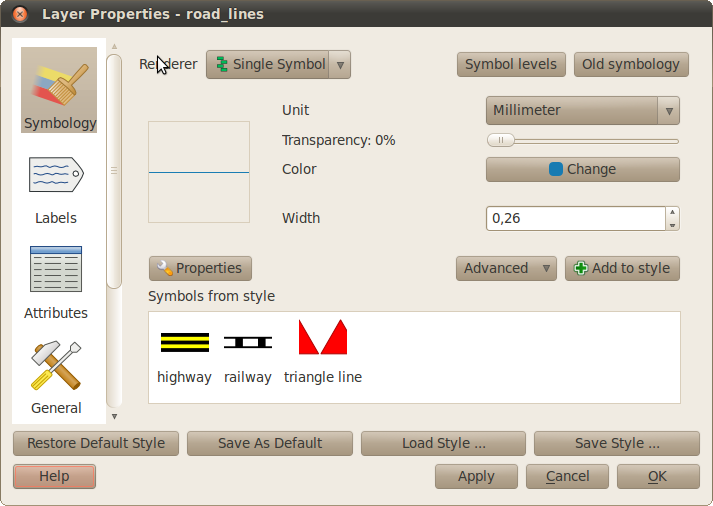 Layer Properties - road_lines
Renderer Single Symbol Symbol levels Old symbology
Symbology
Labels
Attributes
General
Unit Millimeter
Transparency: 0%
Color Change
Width 0,26
Properties Advanced Add to style
Symbols from style
highway railway triangle line
Restore Default Style Save As Default Load Style ... Save Style ...
Help Apply Cancel OK